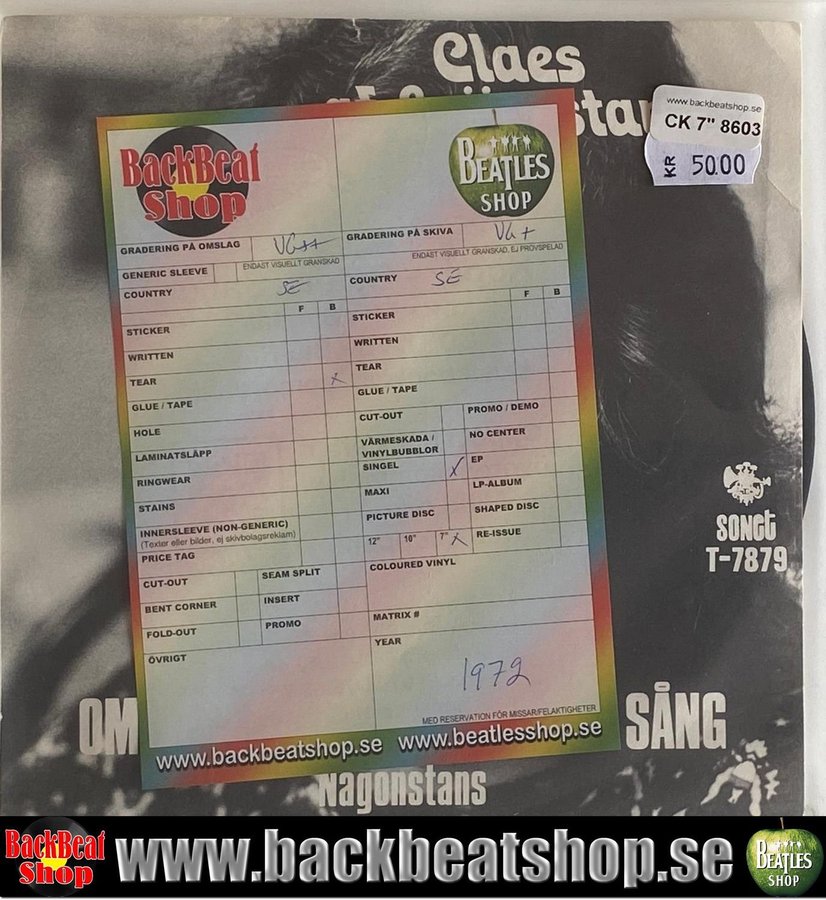 Claes
www.backbeatshop.se
CK 7" 8603
KR 50.00
BackBeat
Shop
BEATLES
SHOP
GRADERING PÅ OMSLAG VG++
ENDAST VISUELLT GRANSKAD
GRADERING PÅ SKIVA VG+
ENDAST VISUELLT GRANSKAD, EJ PROVSPELAD
GENERIC SLEEVE
COUNTRY SE
COUNTRY SE
F B
F B
STICKER
WRITTEN
TEAR x
GLUE / TAPE
HOLE
LAMINATSLÄPP
RINGWEAR
STAINS
INNERSLEEVE (NON-GENERIC)
(Texter eller bilder, ej skivbolagsreklam)
PRICE TAG
CUT-OUT
SEAM SPLIT
BENT CORNER
INSERT
FOLD-OUT
PROMO
ÖVRIGT
STICKER
WRITTEN
TEAR
GLUE / TAPE
CUT-OUT
PROMO / DEMO
VÄRMESKADA /
VINYLBUBBLOR
NO CENTER
SINGEL x
EP
MAXI
LP-ALBUM
PICTURE DISC
SHAPED DISC
12" 10" 7" x
RE-ISSUE
COLOURED VINYL
MATRIX #
YEAR
1972
MED RESERVATION FÖR MISSAR/FELAKTIGHETER
www.backbeatshop.se www.beatlesshop.se
SONET
T-7879
OM
SÅNG
Någonstans
BackBeat
Shop
www.backbeatshop.se
BEATLES
SHOP